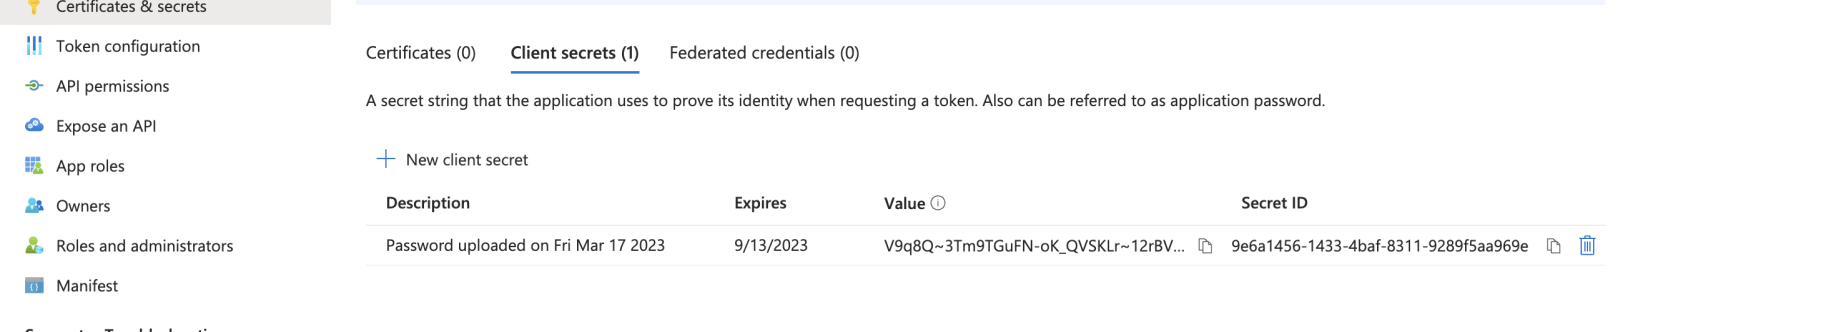 Certificates & secrets
Token configuration
API permissions
Expose an API
App roles
Owners
Roles and administrators
Manifest
Certificates (0) Client secrets (1) Federated credentials (0)
A secret string that the application uses to prove its identity when requesting a token. Also can be referred to as application password.
New client secret
Description Expires Value Secret ID
Password uploaded on Fri Mar 17 2023 9/13/2023 V9q8Q~3Tm9TGuFN-oK_QVSKLr~12rBV... 9e6a1456-1433-4baf-8311-9289f5aa969e